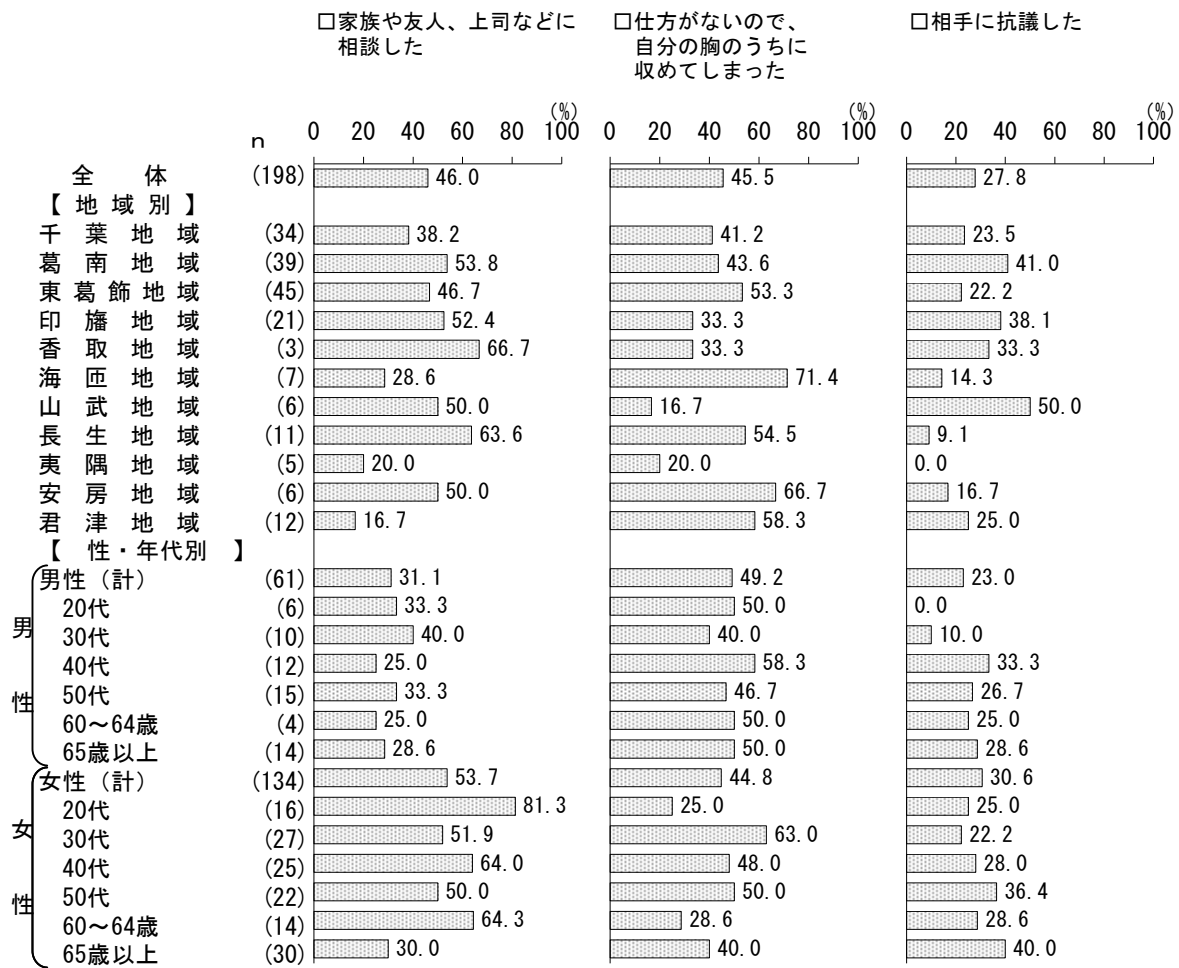 □家族や友人、上司などに
相談した
□仕方がないので、
自分の胸のうちに
収めてしまった
□相手に抗議した
(%) (%) (%)
n 0 20 40 60 80 100 0 20 40 60 80 100 0 20 40 60 80 100
全体 (198) 46.0 45.5 27.8
【地域別】
千葉地域 (34) 38.2 41.2 23.5
葛南地域 (39) 53.8 43.6 41.0
東葛飾地域 (45) 46.7 53.3 22.2
印旛地域 (21) 52.4 33.3 38.1
香取地域 (3) 66.7 33.3 33.3
海匝地域 (7) 28.6 71.4 14.3
山武地域 (6) 50.0 16.7 50.0
長生地域 (11) 63.6 54.5 9.1
夷隅地域 (5) 20.0 20.0 0.0
安房地域 (6) 50.0 66.7 16.7
君津地域 (12) 16.7 58.3 25.0
【性・年代別】
男性
男性（計） (61) 31.1 49.2 23.0
20代 (6) 33.3 50.0 0.0
30代 (10) 40.0 40.0 10.0
40代 (12) 25.0 58.3 33.3
50代 (15) 33.3 46.7 26.7
60～64歳 (4) 25.0 50.0 25.0
65歳以上 (14) 28.6 50.0 28.6
女性
女性（計） (134) 53.7 44.8 30.6
20代 (16) 81.3 25.0 25.0
30代 (27) 51.9 63.0 22.2
40代 (25) 64.0 48.0 28.0
50代 (22) 50.0 50.0 36.4
60～64歳 (14) 64.3 28.6 28.6
65歳以上 (30) 30.0 40.0 40.0